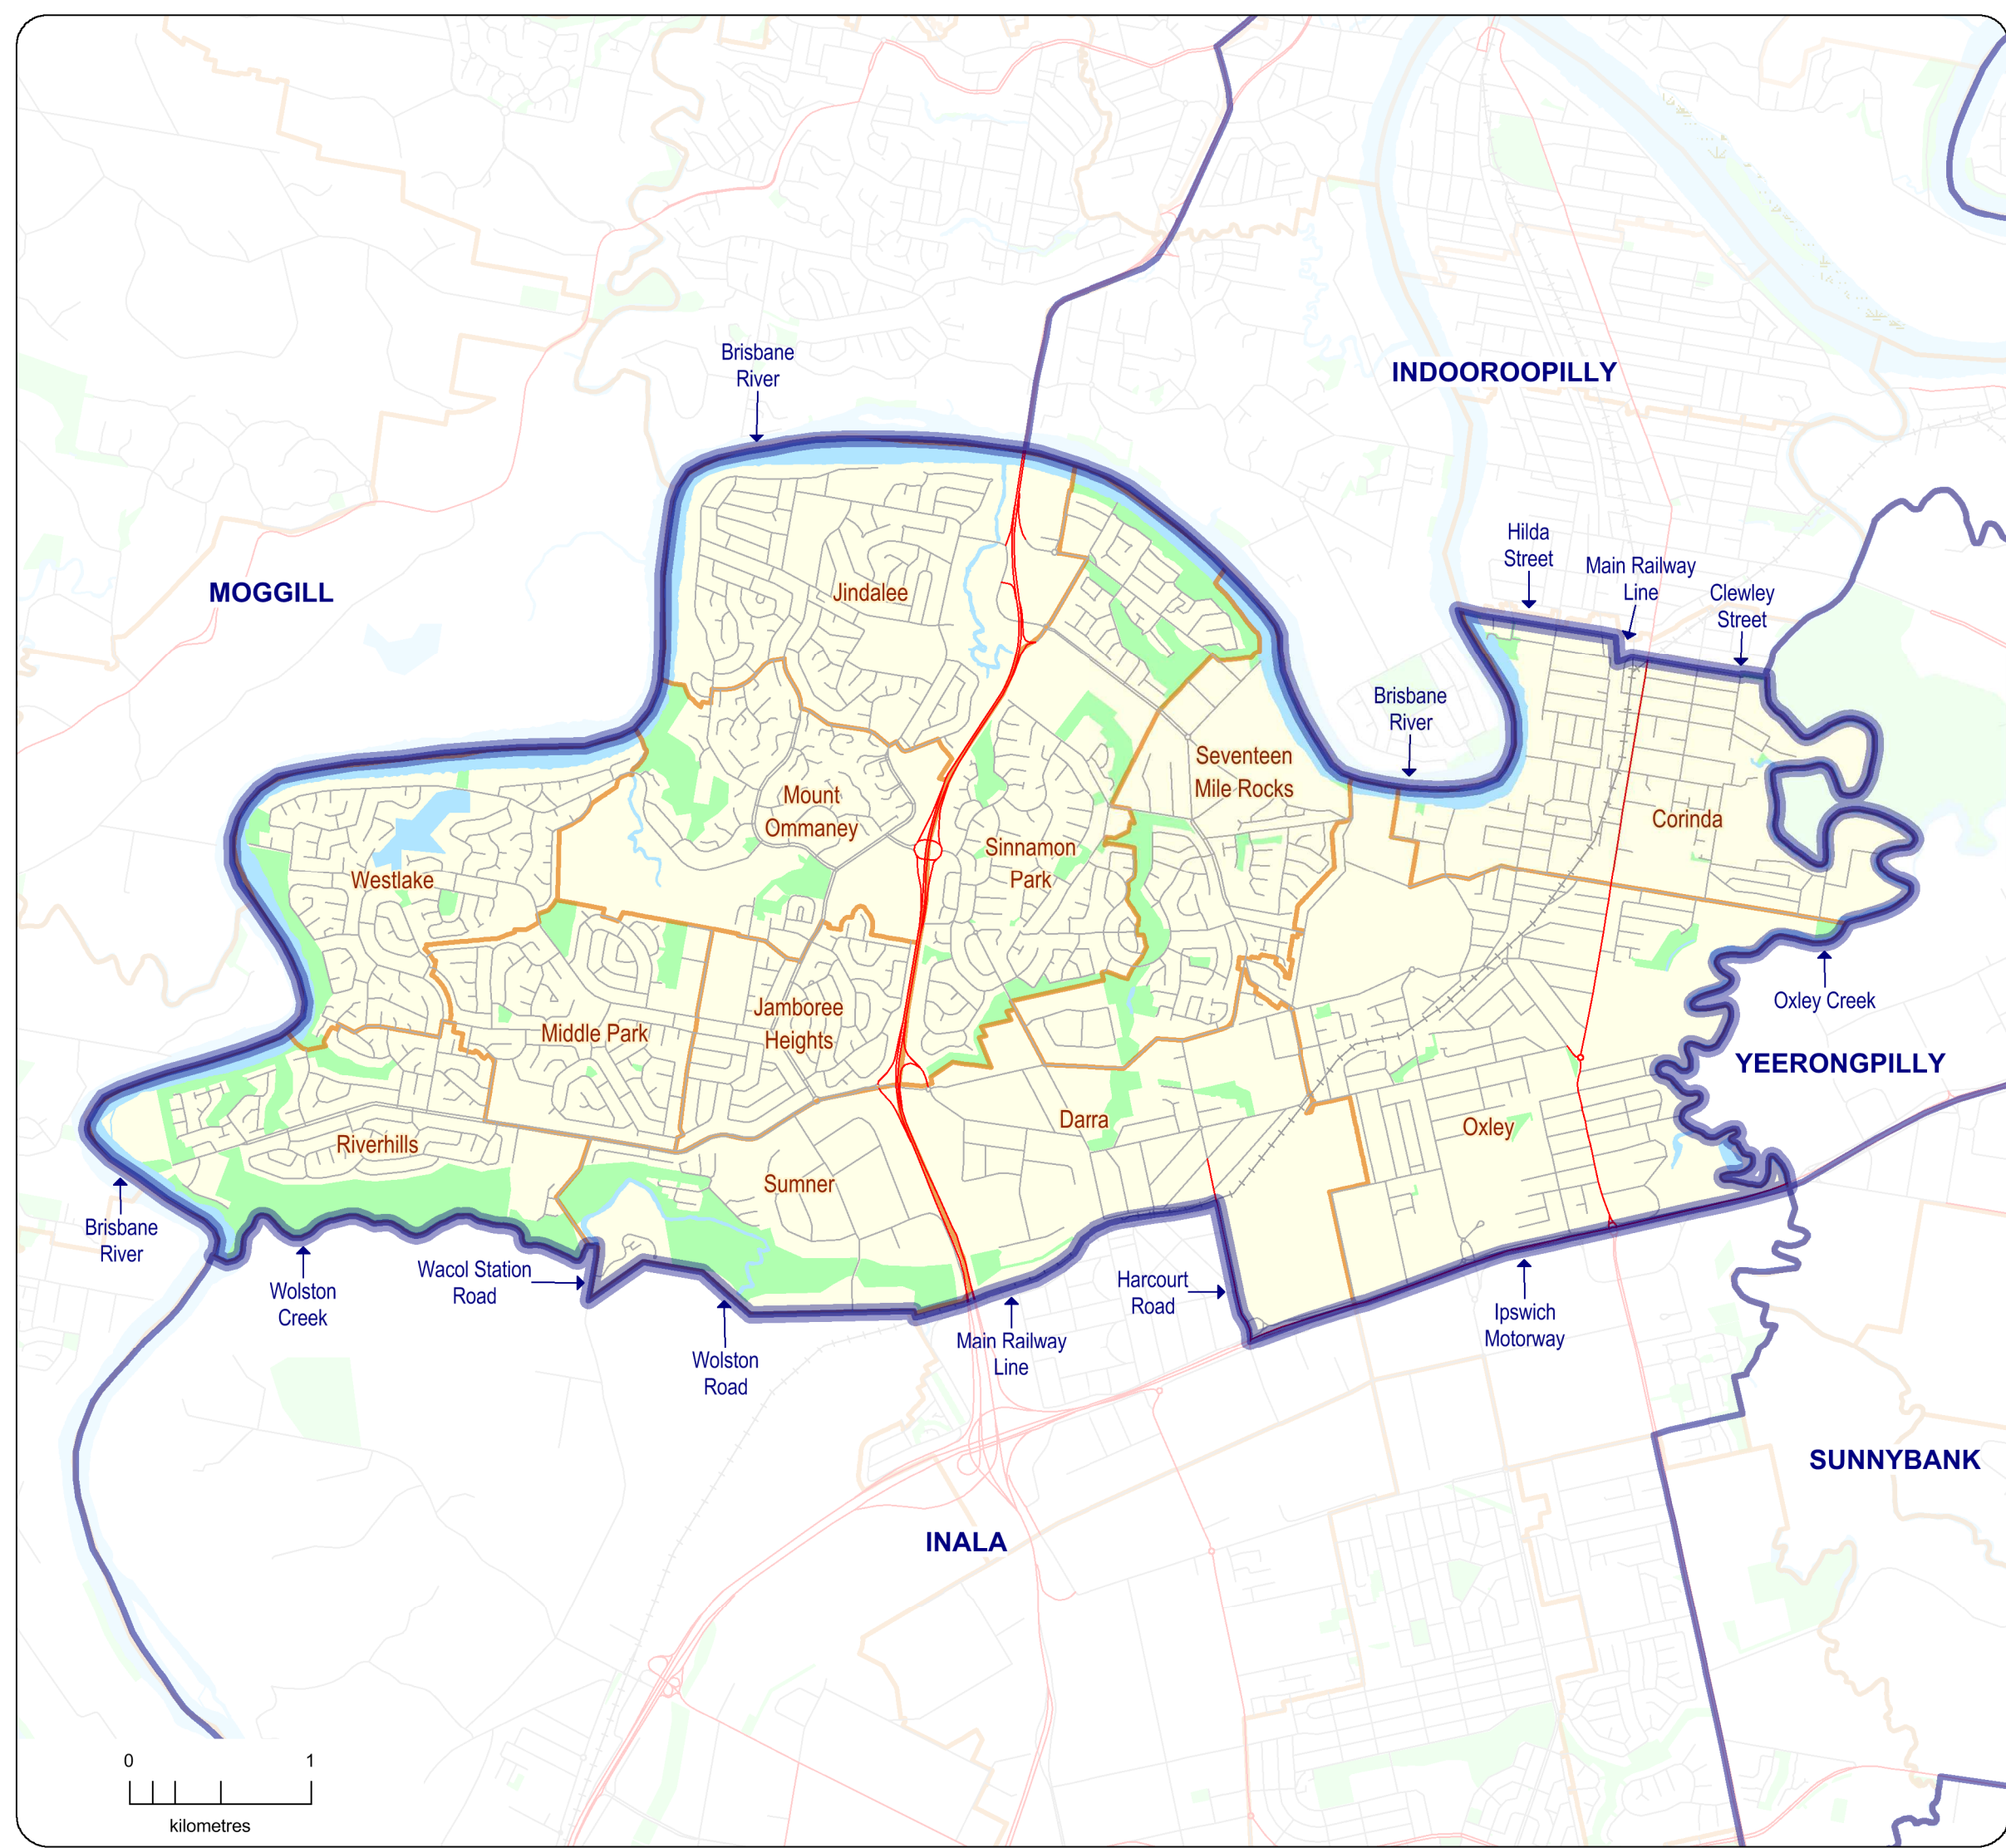 Brisbane
River
INDOOROOPILLY
Hilda
Street
Main Railway
Line
Clewley
Street
MOGGILL
Jindalee
Brisbane
River
Seventeen
Mile Rocks
Mount
Ommaney
Corinda
Sinnamon
Park
Westlake
Oxley Creek
Jamboree
Heights
Middle Park
YEERONGPILLY
Darra
Oxley
Riverhills
Sumner
Brisbane
River
Wolston
Creek
Wacol Station
Road
Harcourt
Road
Ipswich
Motorway
Main Railway
Line
Wolston
Road
SUNNYBANK
INALA
0 1
kilometres